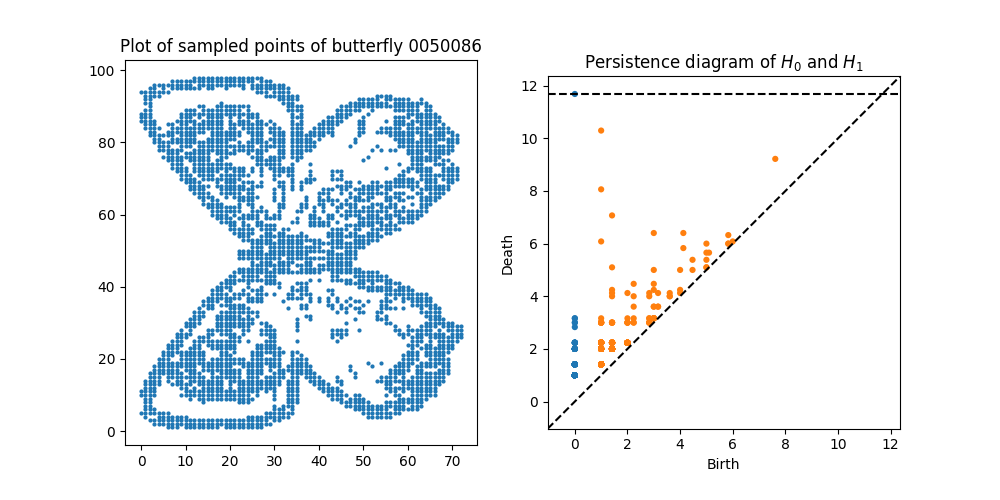 Plot of sampled points of butterfly 0050086
100
80
60
40
20
0
0 10 20 30 40 50 60 70
Persistence diagram of H₀ and H₁
12
10
8
6
4
2
0
Death
0 2 4 6 8 10 12
Birth